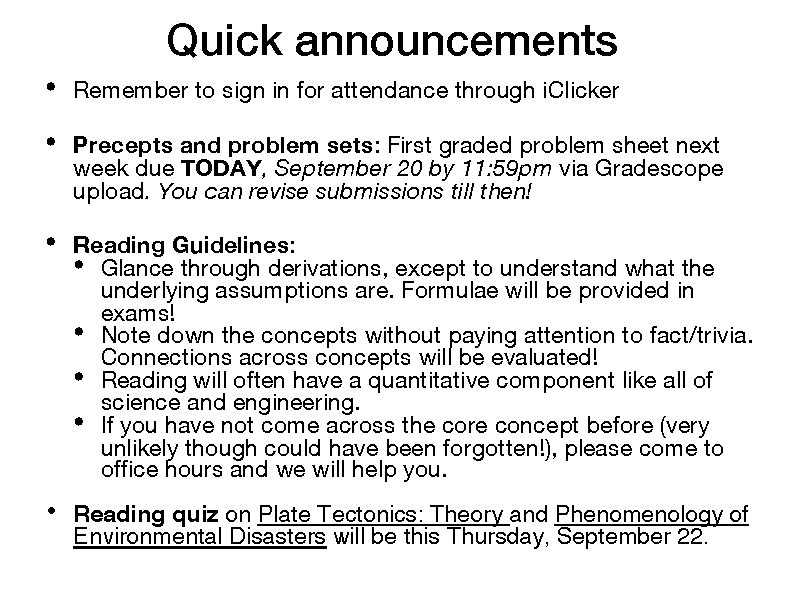 Quick announcements
• Remember to sign in for attendance through iClicker
• Precepts and problem sets: First graded problem sheet next
week due TODAY, September 20 by 11:59pm via Gradescope
upload. You can revise submissions till then!
• Reading Guidelines:
• Glance through derivations, except to understand what the
underlying assumptions are. Formulae will be provided in
exams!
• Note down the concepts without paying attention to fact/trivia.
Connections across concepts will be evaluated!
• Reading will often have a quantitative component like all of
science and engineering.
• If you have not come across the core concept before (very
unlikely though could have been forgotten!), please come to
office hours and we will help you.
• Reading quiz on Plate Tectonics: Theory and Phenomenology of
Environmental Disasters will be this Thursday, September 22.